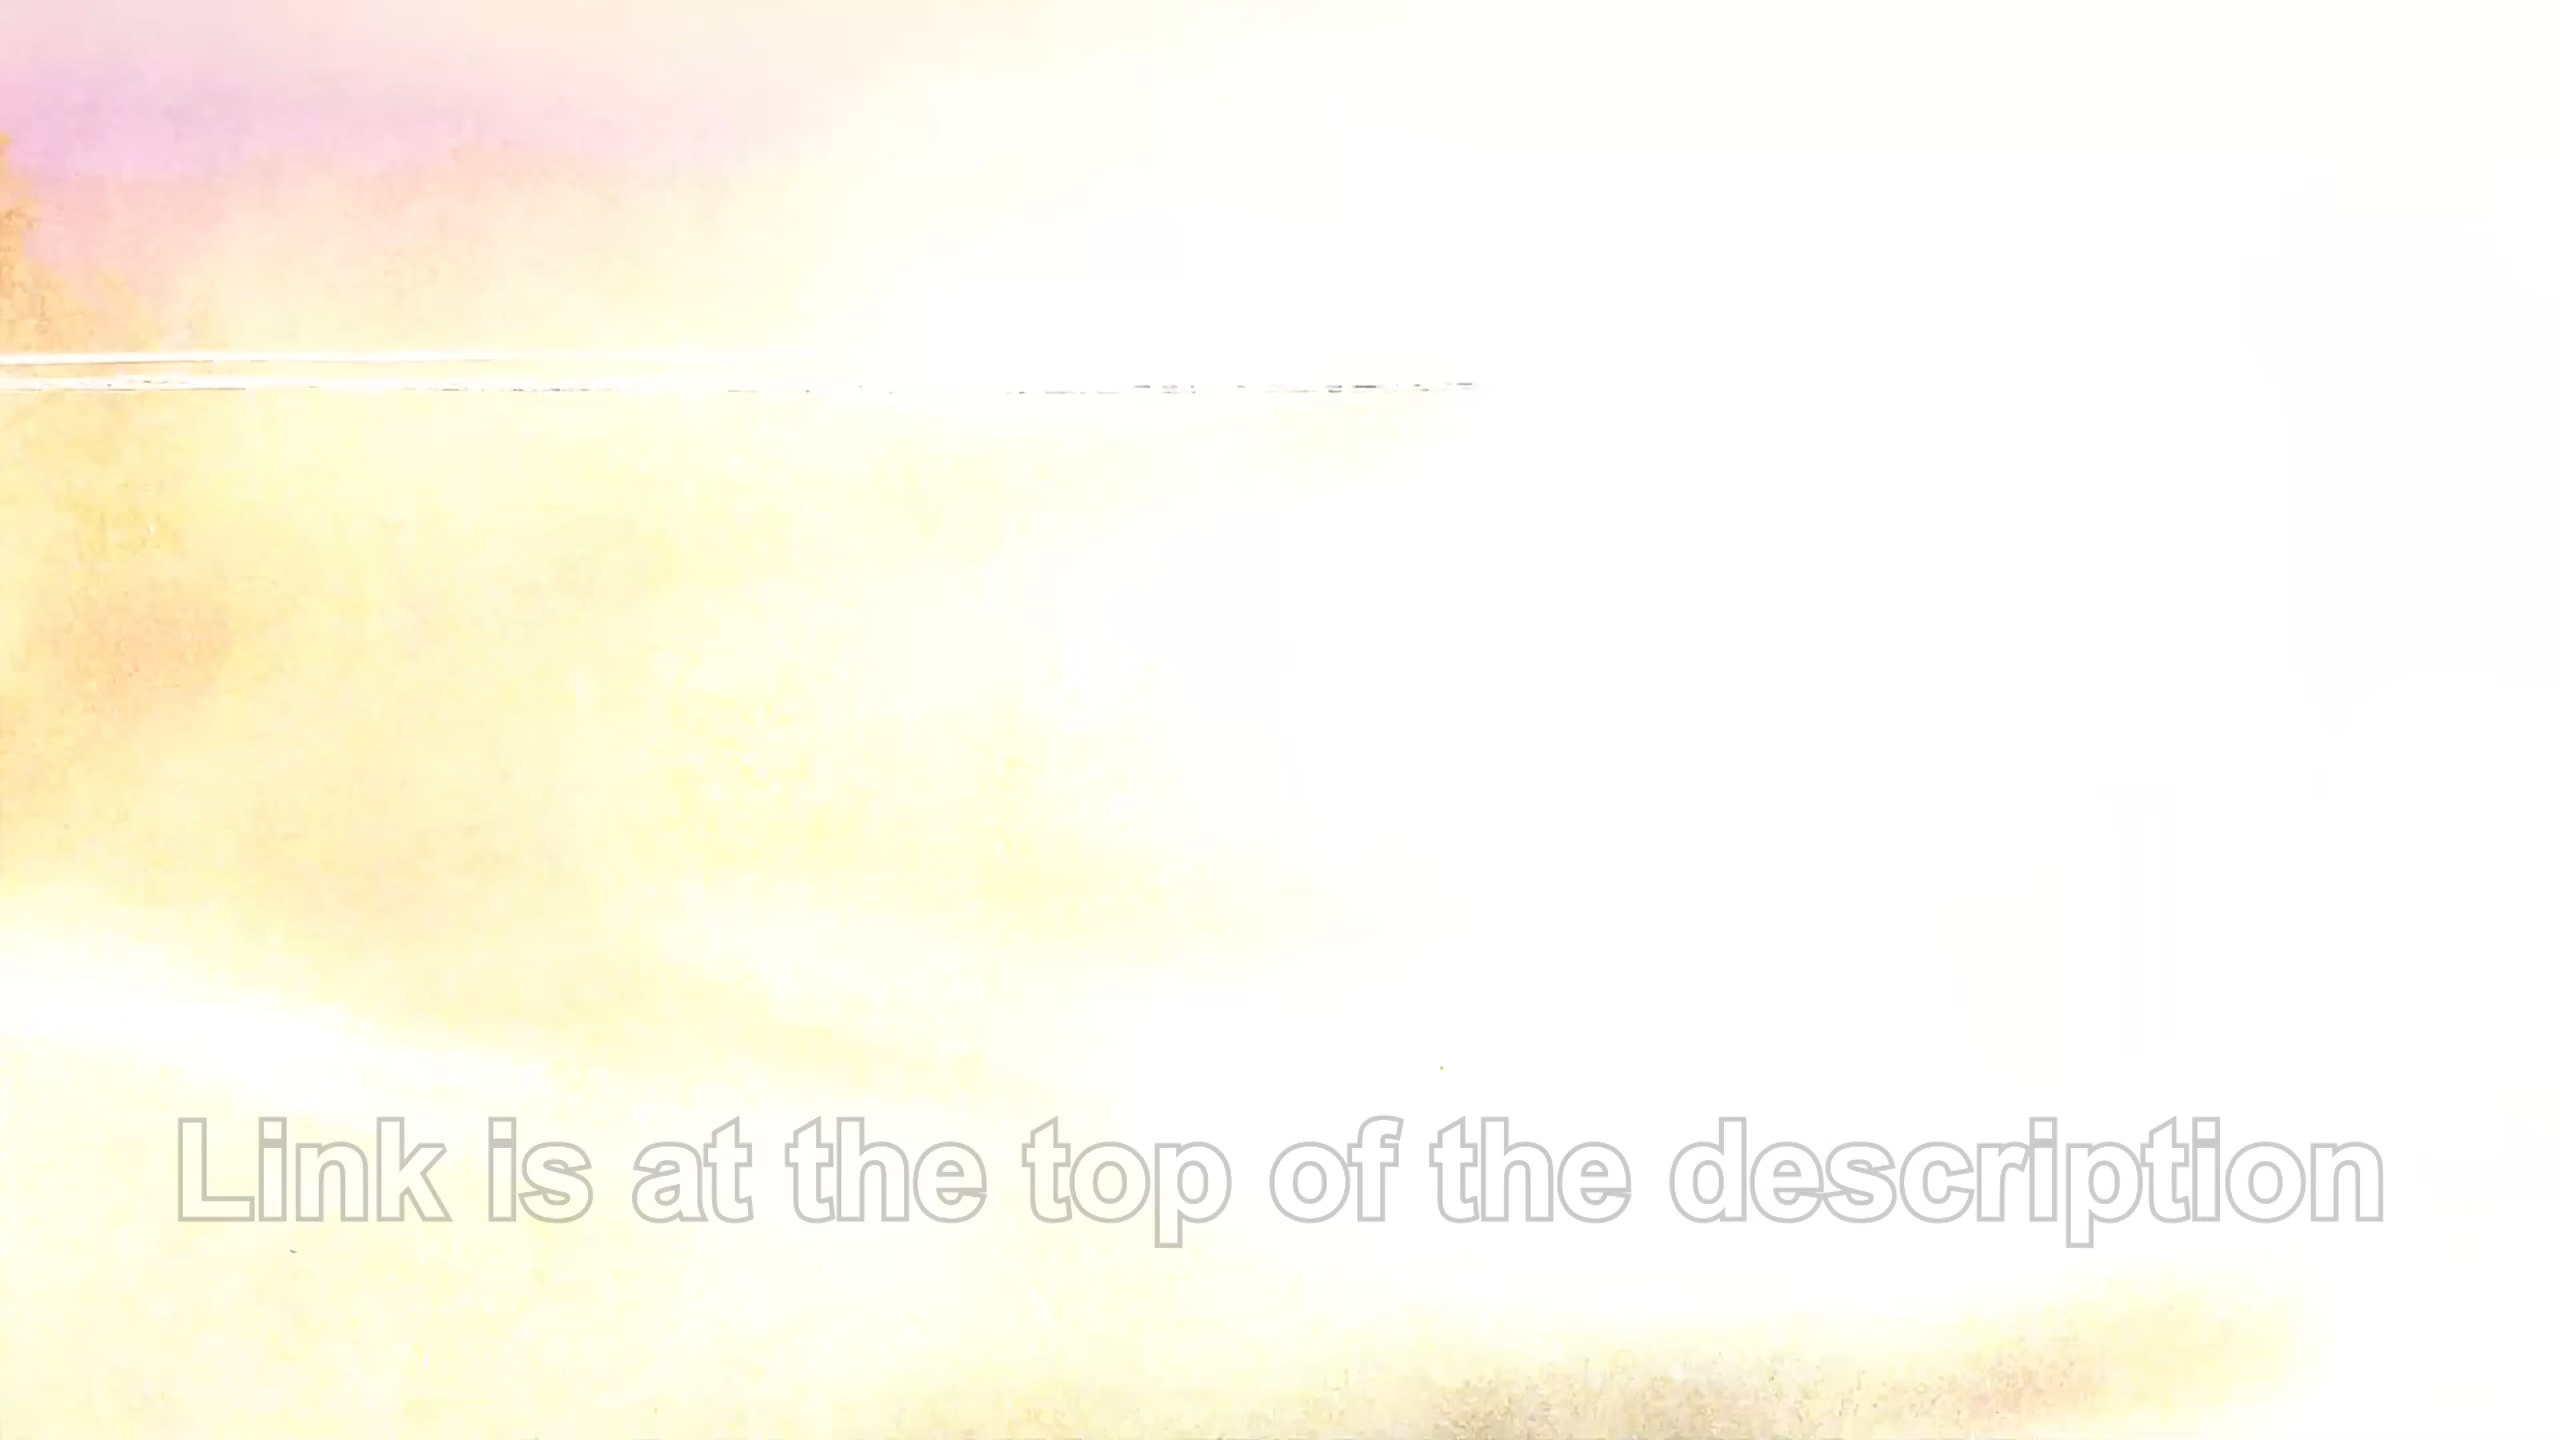 Link is at the top of the description